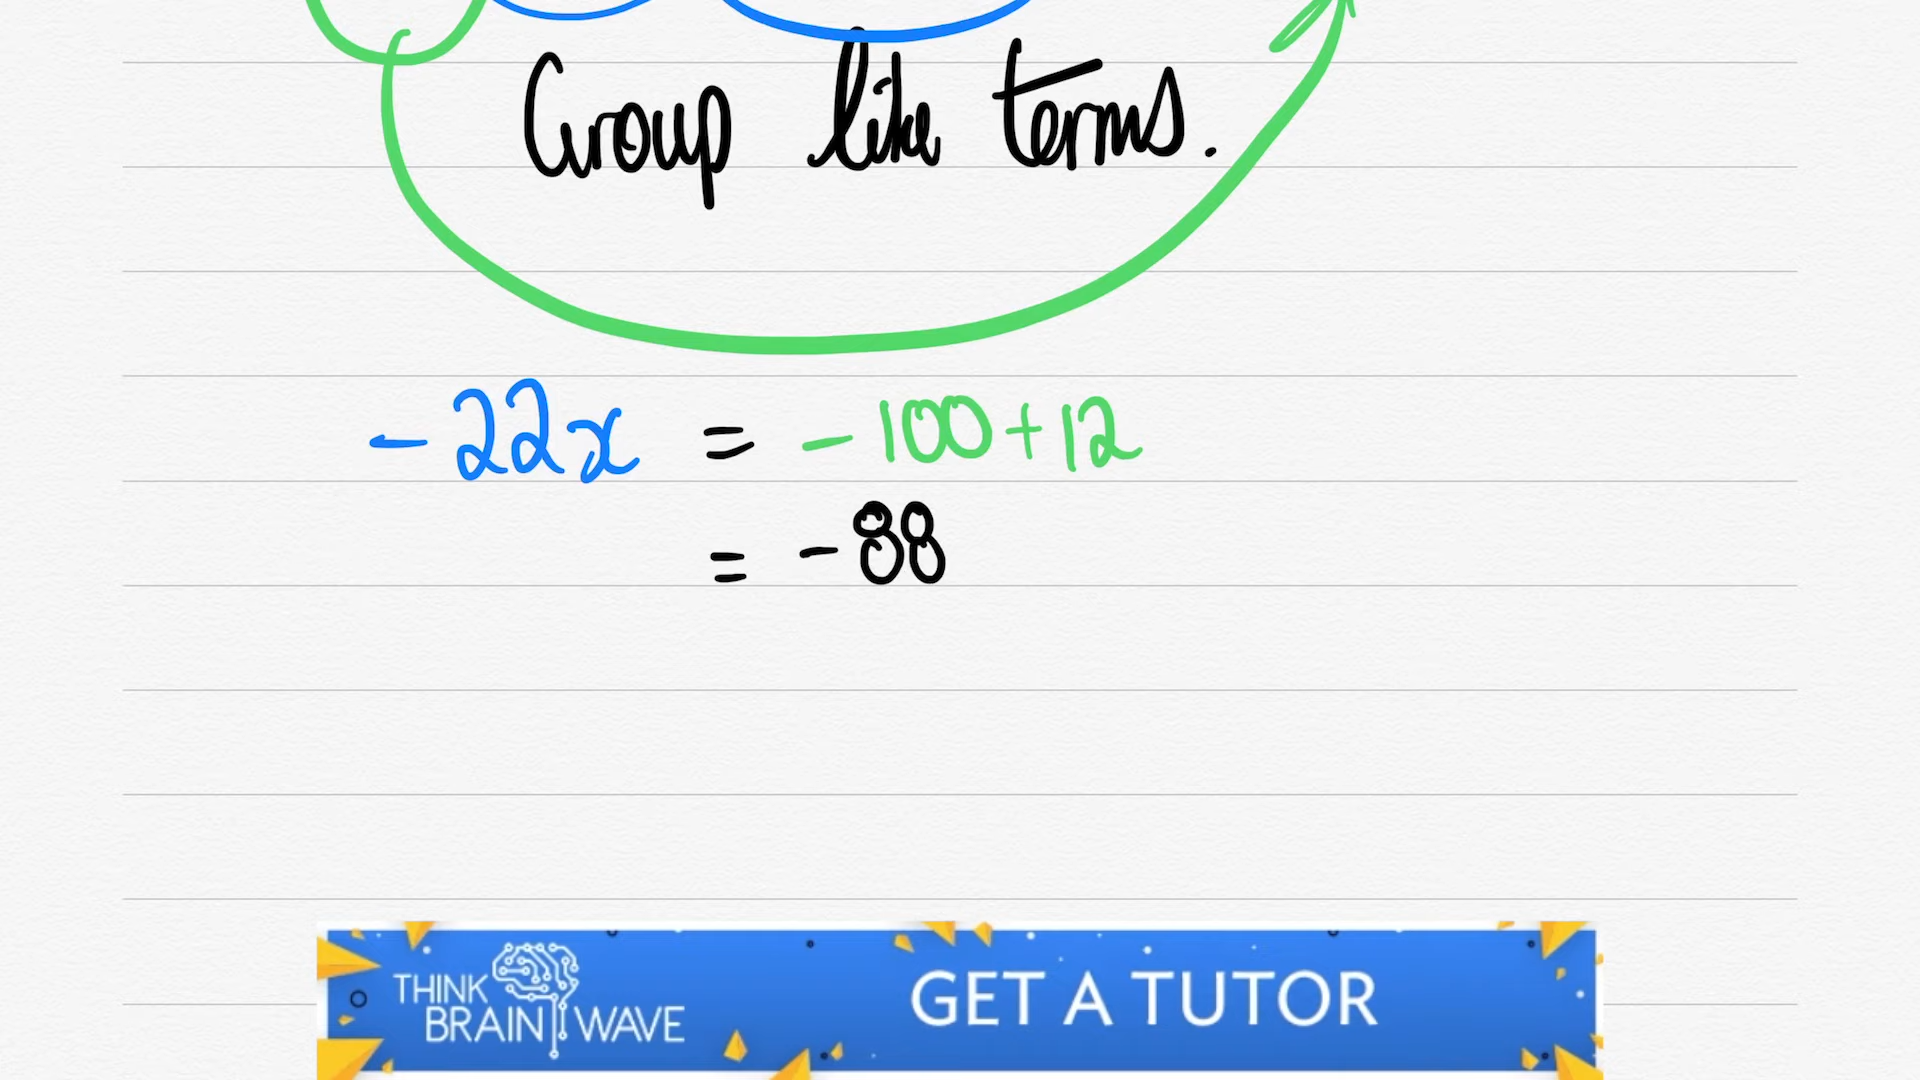 Group like terms.
-22x = -100+12
= -88
THINK BRAIN WAVE
GET A TUTOR